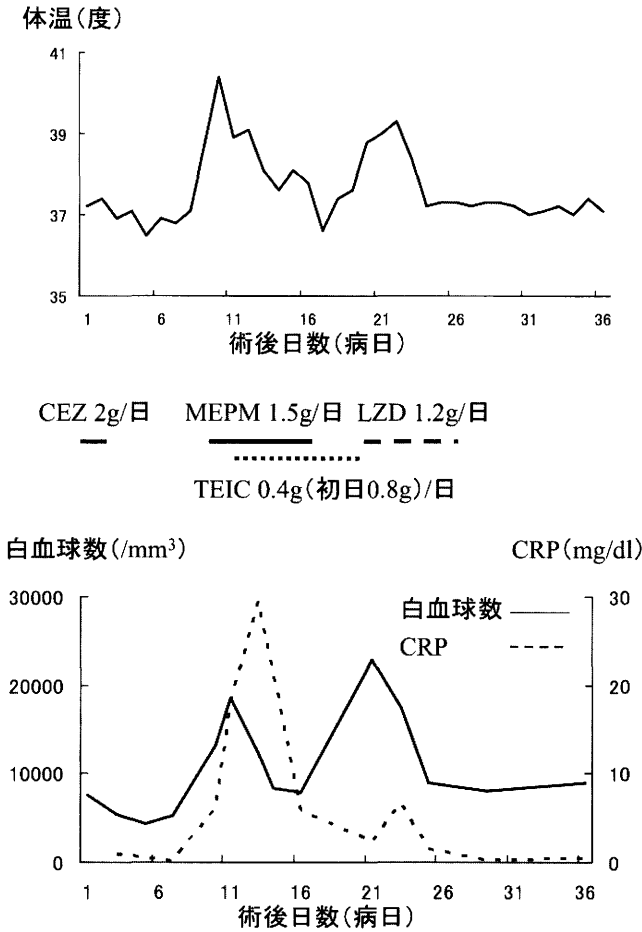 体温(度)
41
39
37
35
1 6 11 16 21 26 31 36
術後日数(病日)
CEZ 2g/日 MEPM 1.5g/日 LZD 1.2g/日
TEIC 0.4g(初日0.8g)/日
白血球数(/mm³) CRP(mg/dl)
30000 30
白血球数
CRP
20000 20
10000 10
0 0
1 6 11 16 21 26 31 36
術後日数(病日)